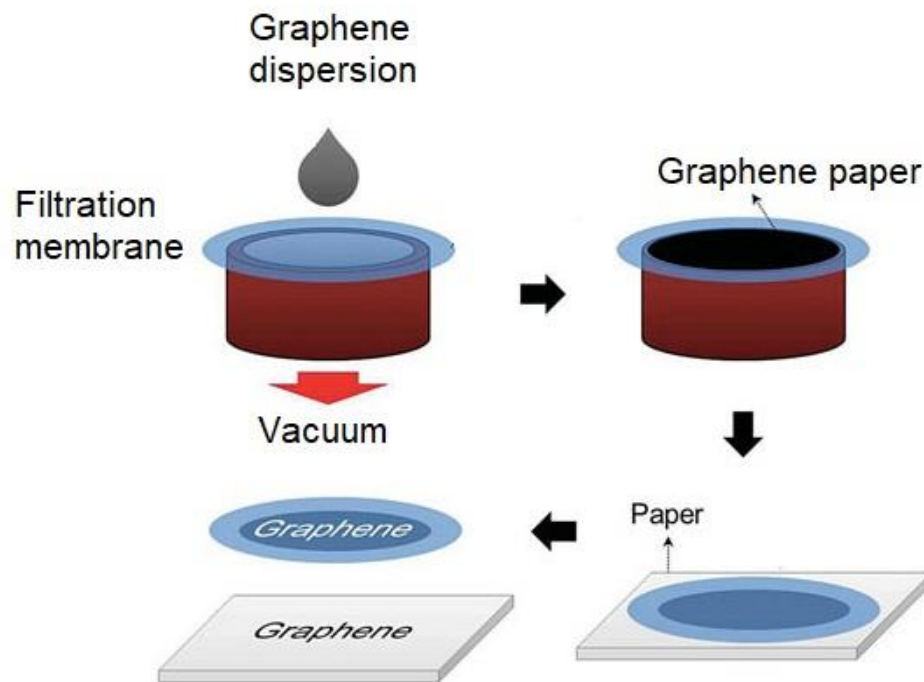 Graphene
dispersion
Filtration
membrane
Graphene paper
Vacuum
Paper
Graphene
Graphene